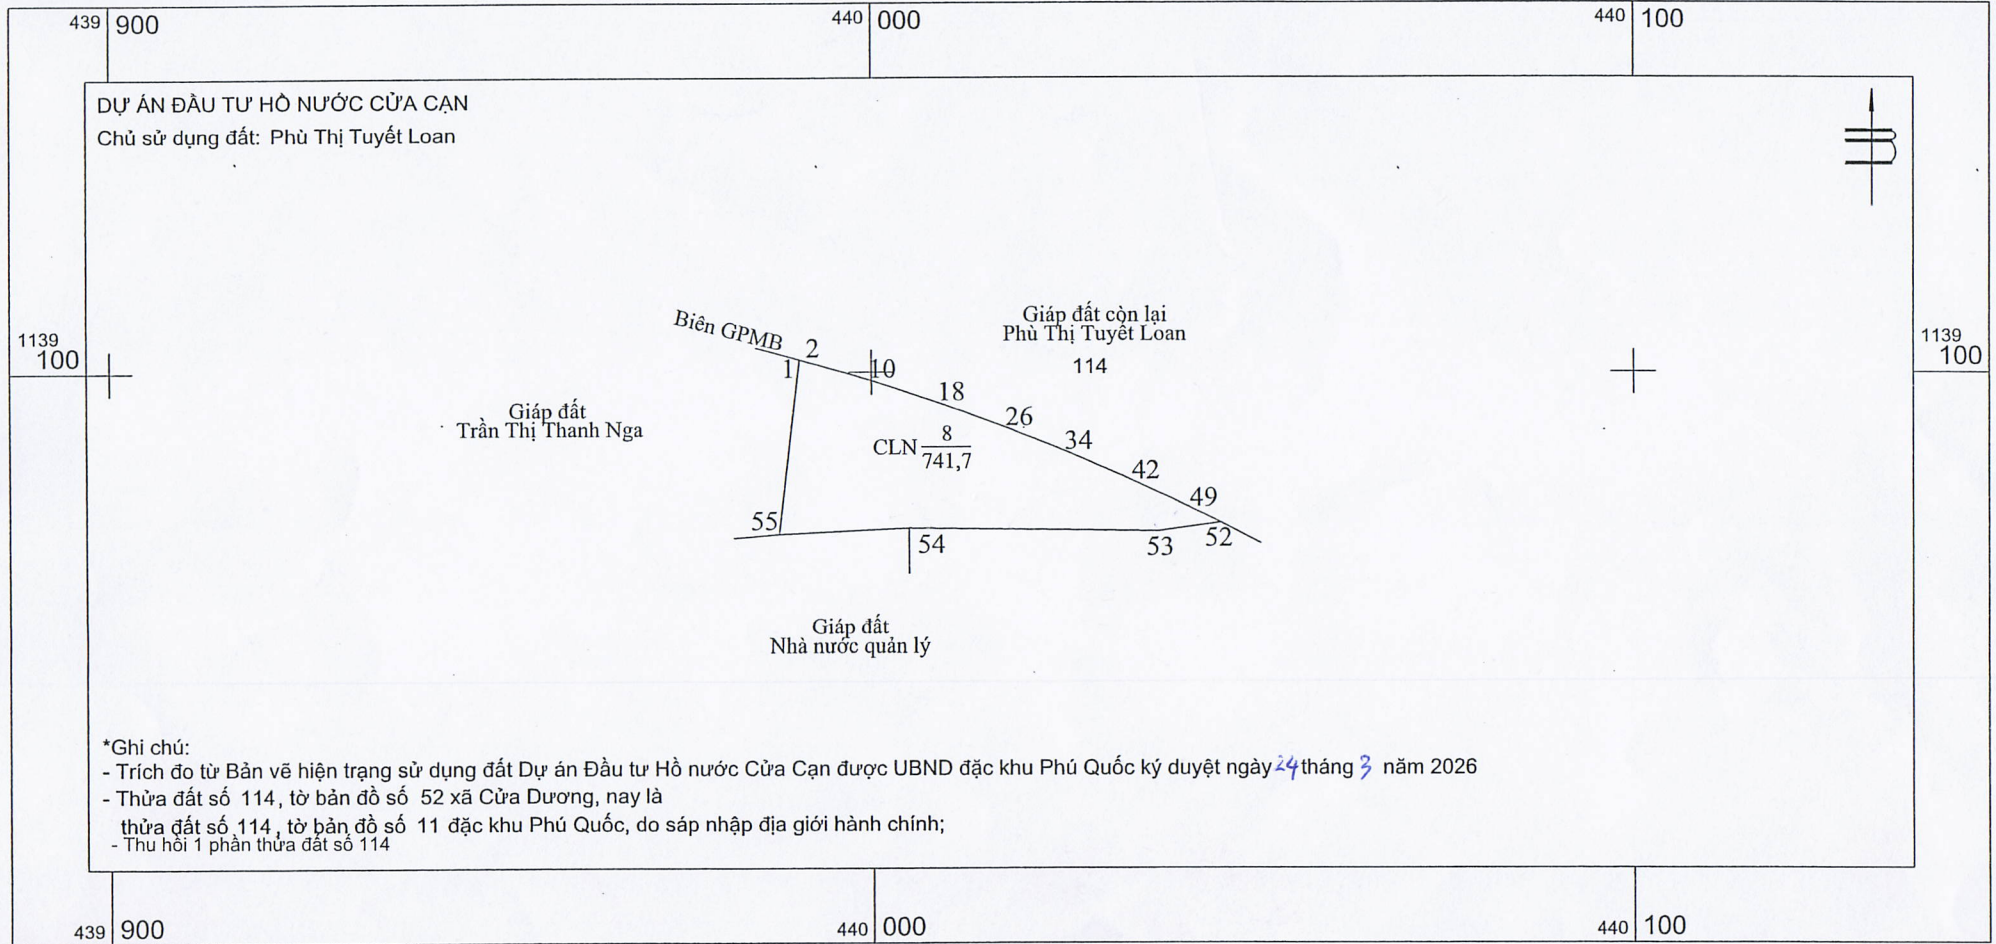 439 900
440 000
440 100
DỰ ÁN ĐẦU TƯ HỒ NƯỚC CỬA CẠN
Chủ sử dụng đất: Phù Thị Tuyết Loan
B
Giáp đất còn lại
Phù Thị Tuyết Loan
114
Biên GPMB
1139
100
1139
100
2
1
10
18
26
34
42
49
52
53
54
55
Giáp đất
Trần Thị Thanh Nga
CLN 8
741,7
Giáp đất
Nhà nước quản lý
*Ghi chú:
- Trích đo từ Bản vẽ hiện trạng sử dụng đất Dự án Đầu tư Hồ nước Cửa Cạn được UBND đặc khu Phú Quốc ký duyệt ngày 24 tháng 3 năm 2026
- Thửa đất số 114, tờ bản đồ số 52 xã Cửa Dương, nay là
thửa đất số 114, tờ bản đồ số 11 đặc khu Phú Quốc, do sáp nhập địa giới hành chính;
- Thu hồi 1 phần thửa đất số 114
439 900
440 000
440 100